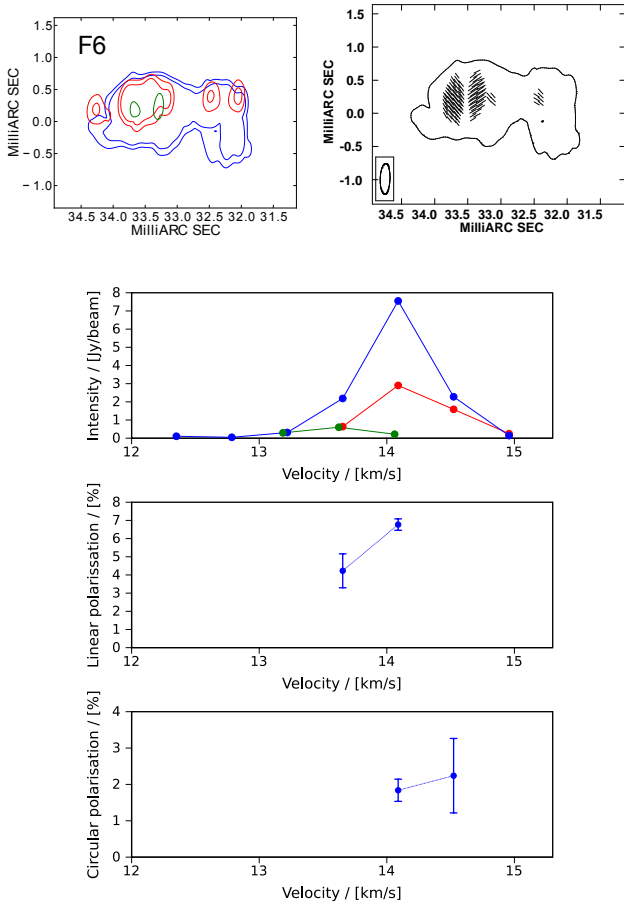 F6
MilliARC SEC
1.5
1.0
0.5
0.0
−0.5
−1.0
34.5 34.0 33.5 33.0 32.5 32.0 31.5
MilliARC SEC
MilliARC SEC
1.5
1.0
0.5
0.0
-0.5
-1.0
34.5 34.0 33.5 33.0 32.5 32.0 31.5
MilliARC SEC
Intensity / [Jy/beam]
8
7
6
5
4
3
2
1
0
12 13 14 15
Velocity / [km/s]
Linear polarissation / [%]
8
7
6
5
4
3
2
1
0
12 13 14 15
Velocity / [km/s]
Circular polarisation / [%]
4
3
2
1
0
12 13 14 15
Velocity / [km/s]